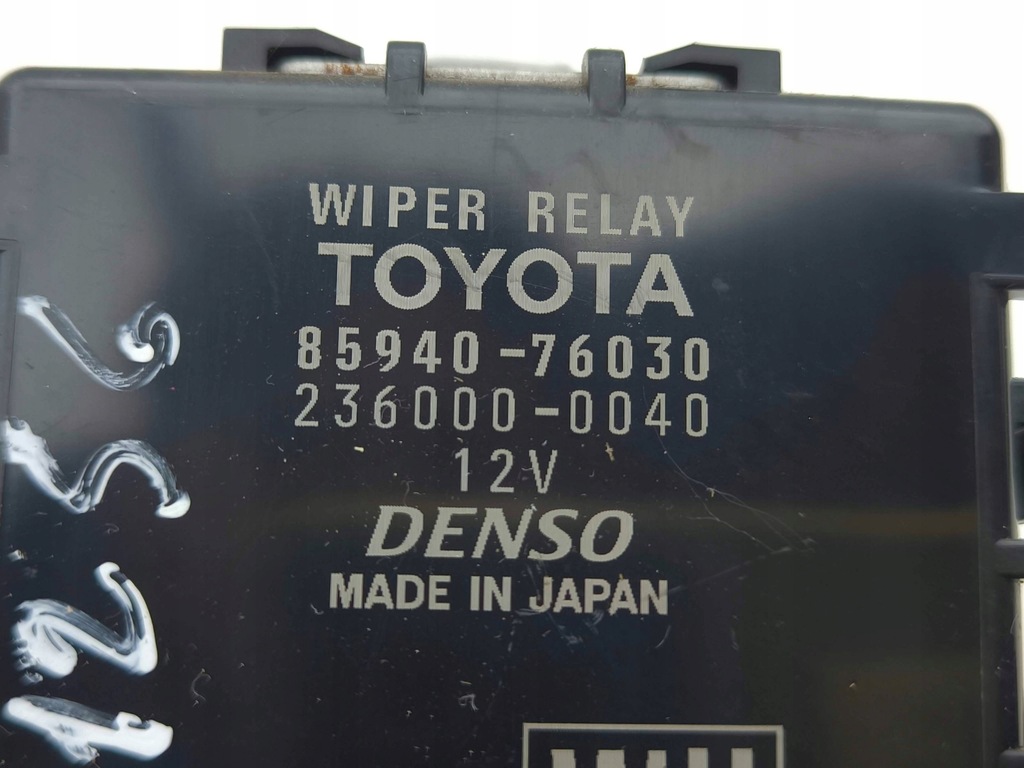 WIPER RELAY
TOYOTA
85940-76030
236000-0040
12V
DENSO
MADE IN JAPAN